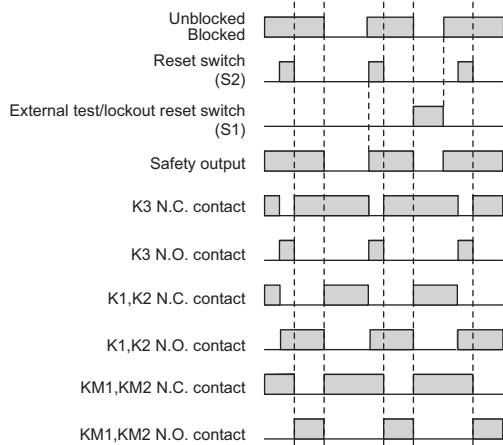 Unblocked
Blocked
Reset switch
(S2)
External test/lockout reset switch
(S1)
Safety output
K3 N.C. contact
K3 N.O. contact
K1,K2 N.C. contact
K1,K2 N.O. contact
KM1,KM2 N.C. contact
KM1,KM2 N.O. contact